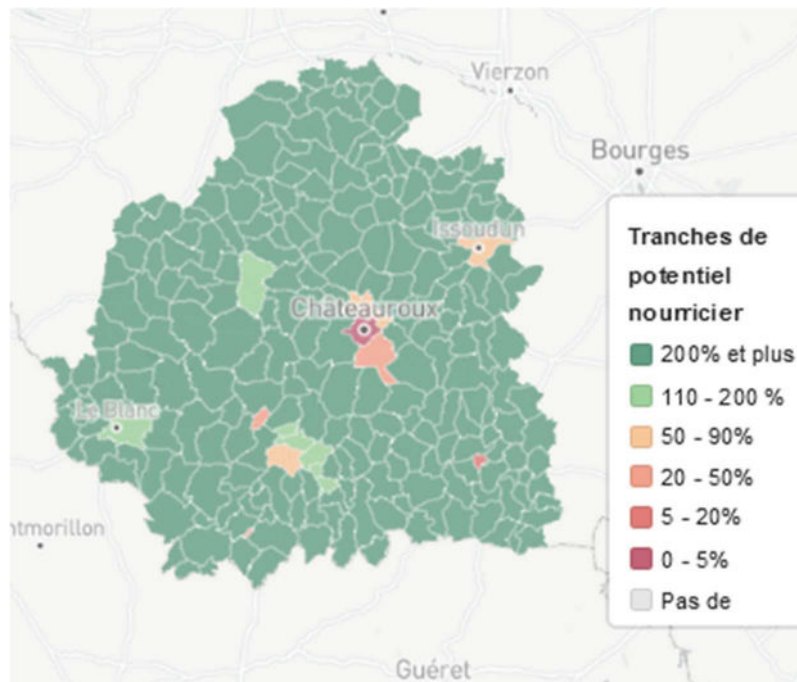 Vierzon
Bourges
Issoudun
Châteauroux
Le Blanc
ntmorillon
Guéret
Tranches de
potentiel
nourricier
200% et plus
110 - 200 %
50 - 90%
20 - 50%
5 - 20%
0 - 5%
Pas de